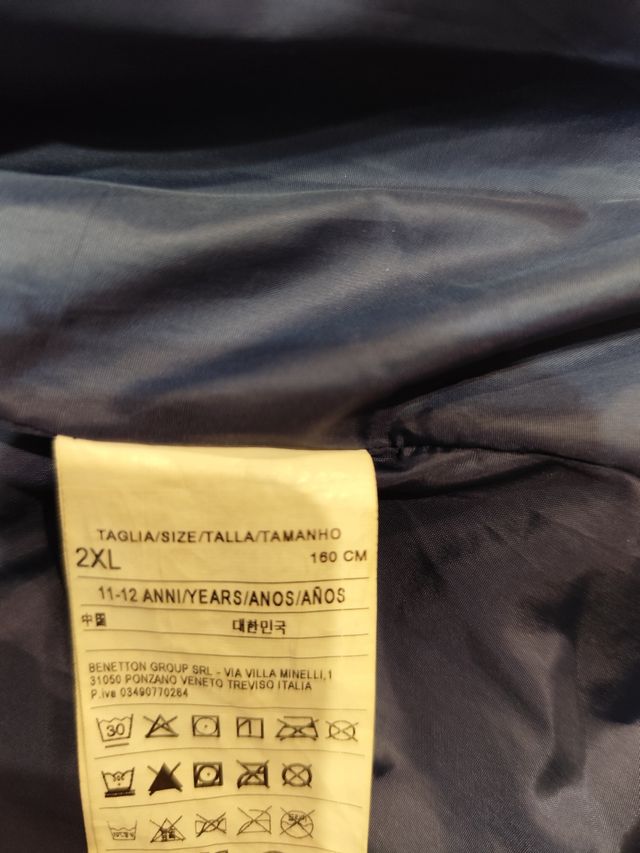 TAGLIA/SIZE/TALLA/TAMANHO
2XL 160 CM
11-12 ANNI/YEARS/ANOS/AÑOS
中国 대한민국
BENETTON GROUP SRL - VIA VILLA MINELLI,1
31050 PONZANO VENETO TREVISO ITALIA
P.iva 03490770264
30